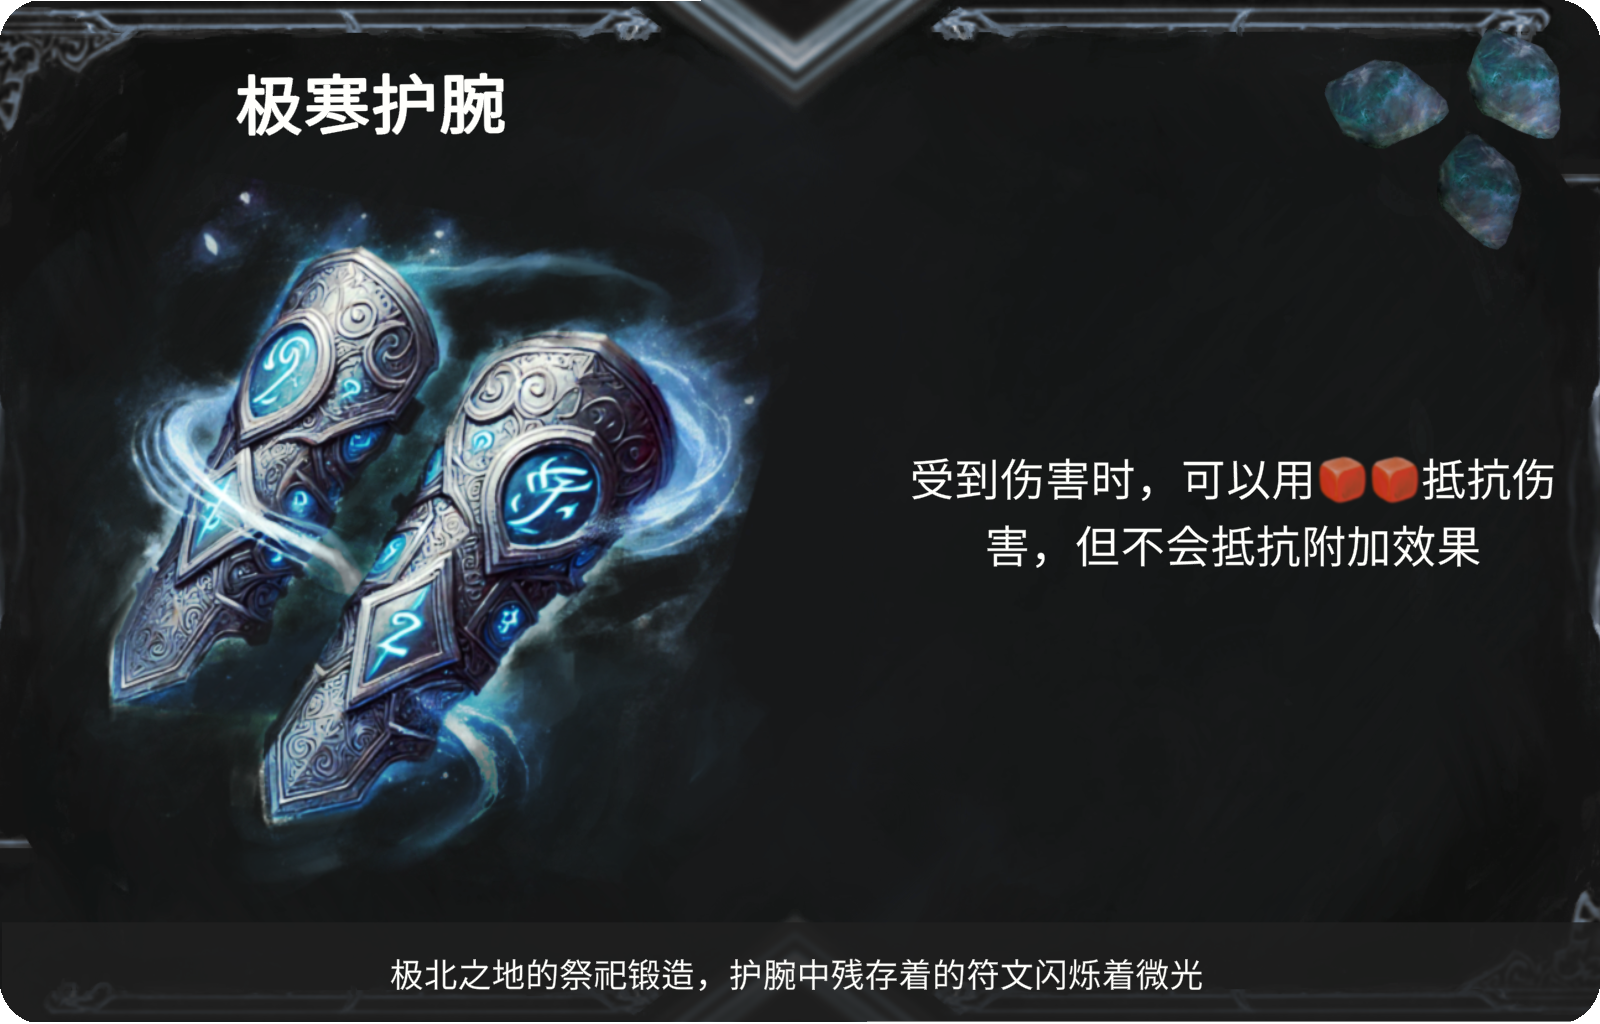 极寒护腕
受到伤害时，可以用抵抗伤
害，但不会抵抗附加效果
极北之地的祭祀锻造，护腕中残存着的符文闪烁着微光